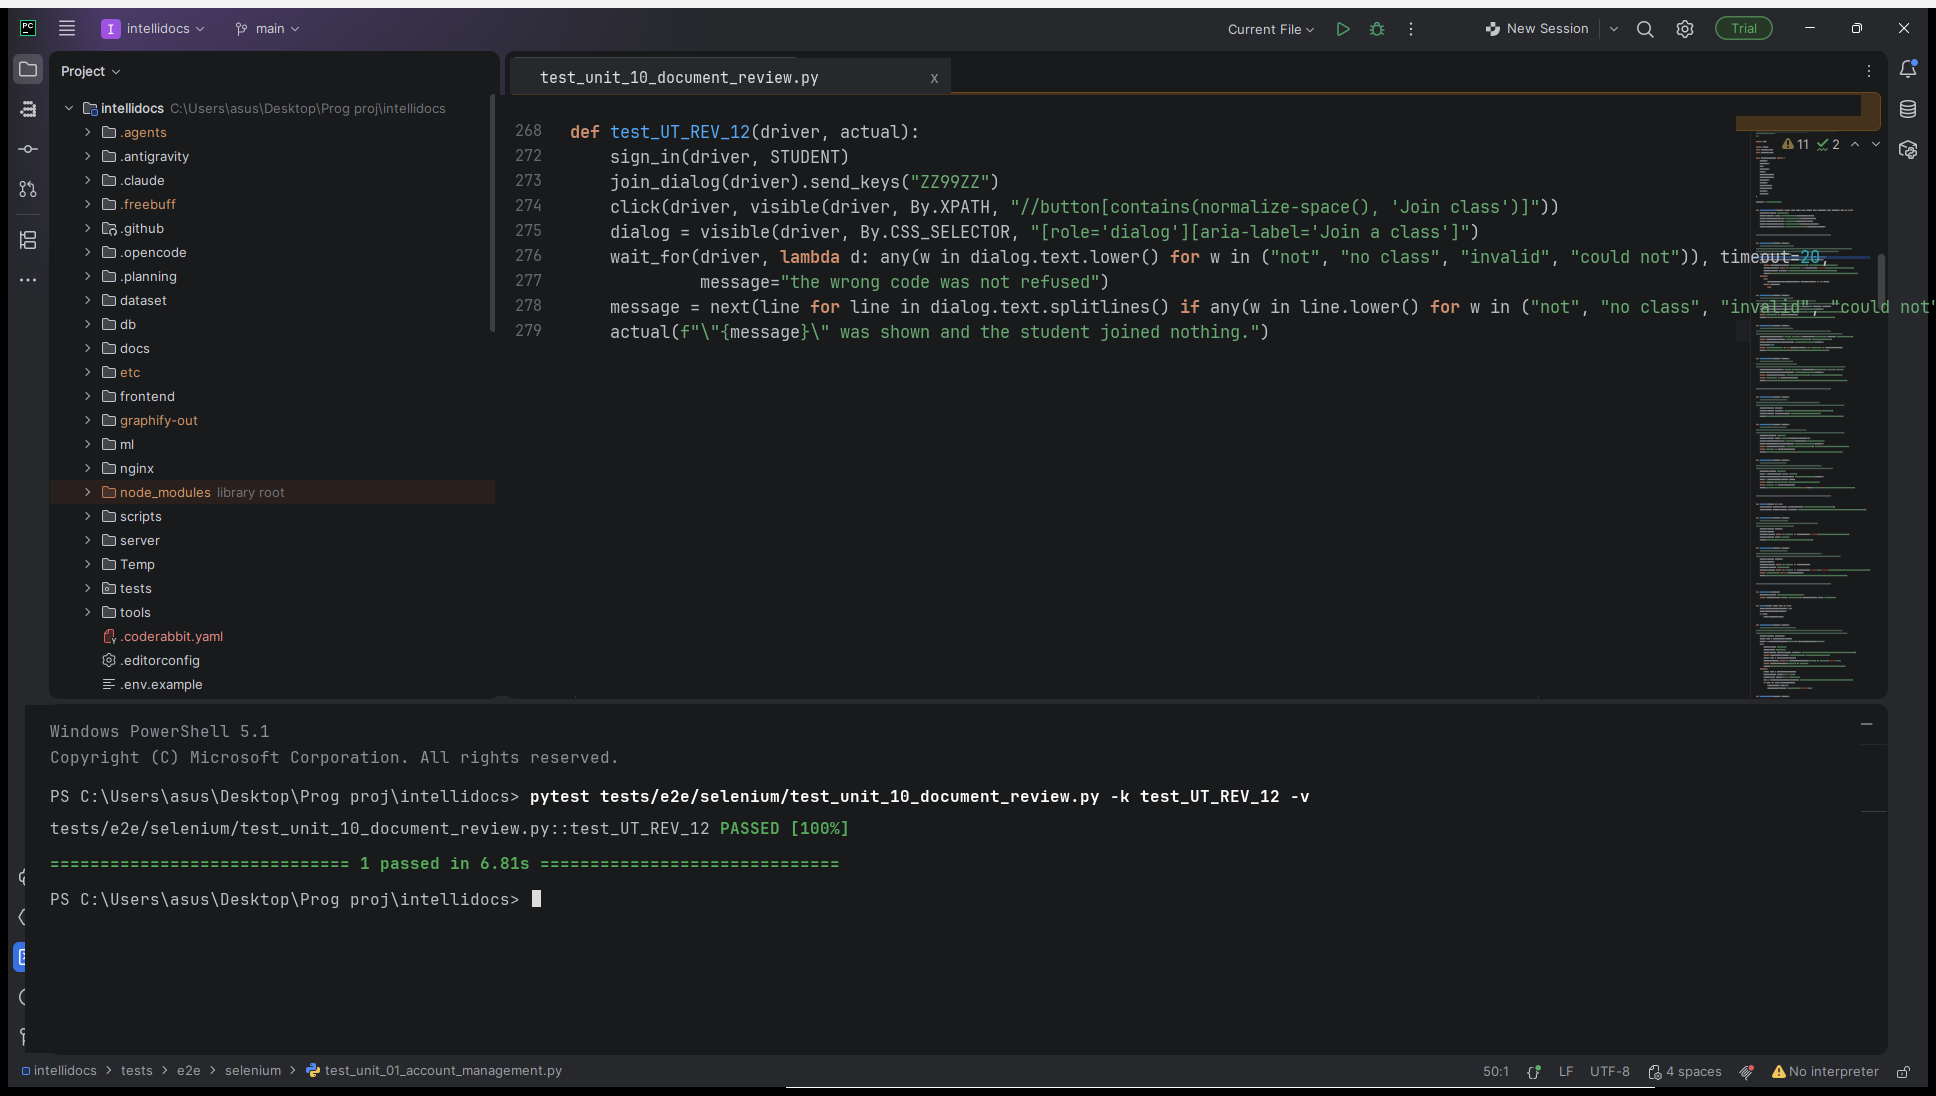 PC
I intellidocs
main
Current File
New Session
Trial
Project
test_unit_10_document_review.py x
intellidocs C:\Users\asus\Desktop\Prog proj\intellidocs
.agents
.antigravity
.claude
.freebuff
.github
.opencode
.planning
dataset
db
docs
etc
frontend
graphify-out
ml
nginx
node_modules library root
scripts
server
Temp
tests
tools
.coderabbit.yaml
.editorconfig
.env.example
11 2
268 def test_UT_REV_12(driver, actual):
272 sign_in(driver, STUDENT)
273 join_dialog(driver).send_keys("ZZ99ZZ")
274 click(driver, visible(driver, By.XPATH, "//button[contains(normalize-space(), 'Join class')]"))
275 dialog = visible(driver, By.CSS_SELECTOR, "[role='dialog'][aria-label='Join a class']")
276 wait_for(driver, lambda d: any(w in dialog.text.lower() for w in ("not", "no class", "invalid", "could not")), timeout=20,
277 message="the wrong code was not refused")
278 message = next(line for line in dialog.text.splitlines() if any(w in line.lower() for w in ("not", "no class", "invalid", "could not"
279 actual(f"\"{message}\" was shown and the student joined nothing.")
Windows PowerShell 5.1
Copyright (C) Microsoft Corporation. All rights reserved.
PS C:\Users\asus\Desktop\Prog proj\intellidocs> pytest tests/e2e/selenium/test_unit_10_document_review.py -k test_UT_REV_12 -v
tests/e2e/selenium/test_unit_10_document_review.py::test_UT_REV_12 PASSED [100%]
============================== 1 passed in 6.81s ==============================
PS C:\Users\asus\Desktop\Prog proj\intellidocs>
intellidocs > tests > e2e > selenium > test_unit_01_account_management.py
50:1 LF UTF-8 4 spaces No interpreter